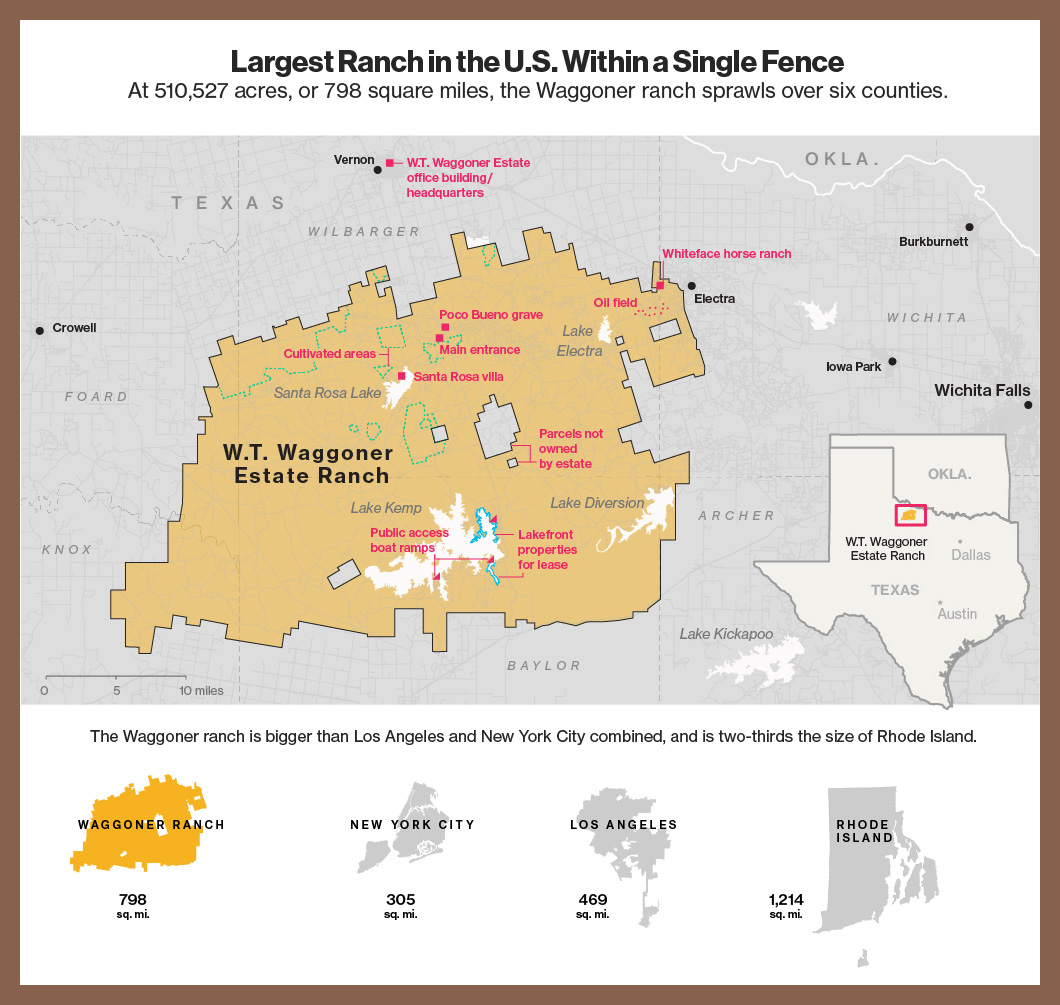 Largest Ranch in the U.S. Within a Single Fence
At 510,527 acres, or 798 square miles, the Waggoner ranch sprawls over six counties.
Vernon
W.T. Waggoner Estate
office building/
headquarters
OKLA.
TEXAS
WILBARGER
Burkburnett
Whiteface horse ranch
Electra
Oil field
Poco Bueno grave
Main entrance
Lake
Electra
WICHITA
Crowell
Cultivated areas
Santa Rosa villa
Santa Rosa Lake
Iowa Park
Wichita Falls
FOARD
W.T. Waggoner
Estate Ranch
Parcels not
owned
by estate
OKLA.
Lake Kemp
Lake Diversion
ARCHER
Public access
boat ramps
Lakefront
properties
for lease
KNOX
W.T. Waggoner
Estate Ranch
Dallas
TEXAS
Austin
Lake Kickapoo
BAYLOR
0 5 10 miles
The Waggoner ranch is bigger than Los Angeles and New York City combined, and is two-thirds the size of Rhode Island.
WAGGONER RANCH
NEW YORK CITY
LOS ANGELES
RHODE
ISLAND
798
sq. mi.
305
sq. mi.
469
sq. mi.
1,214
sq. mi.